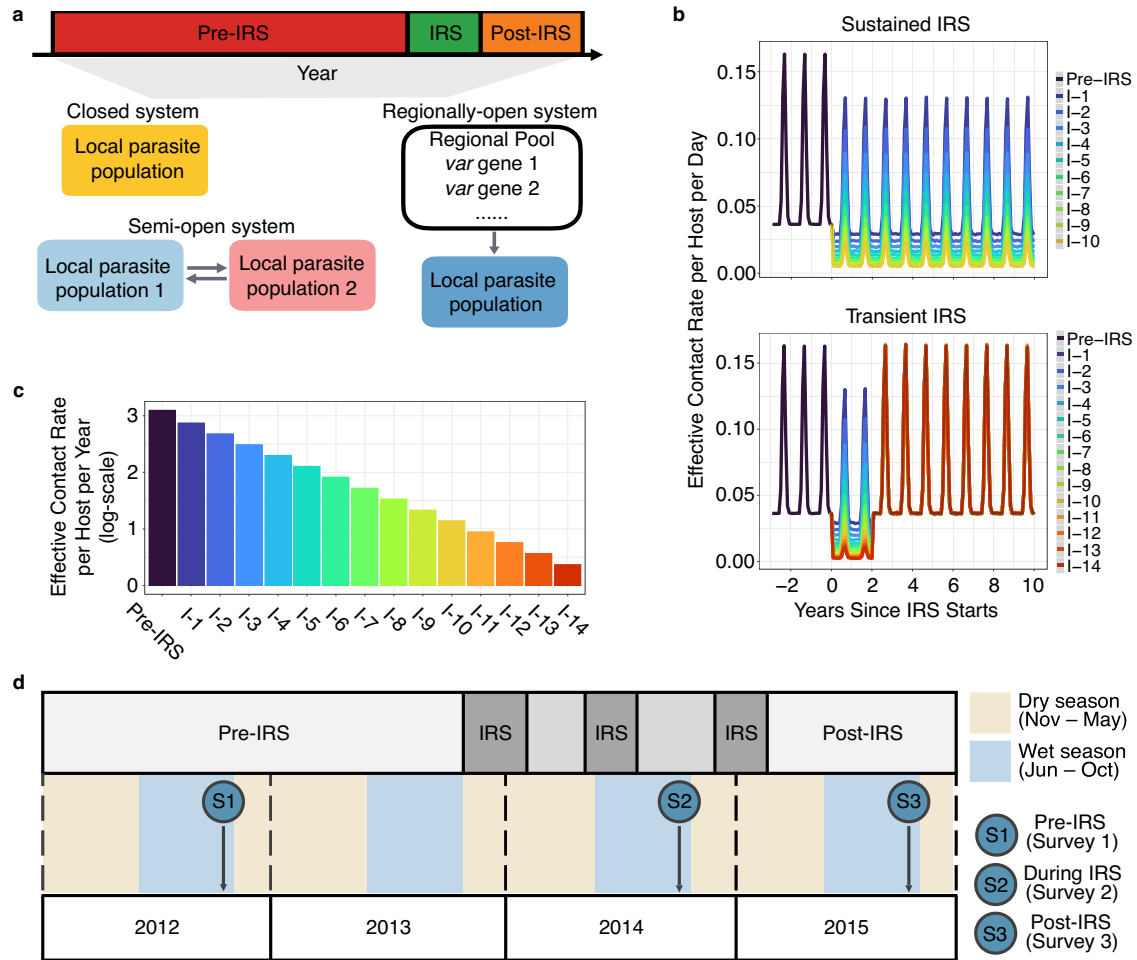 a
Pre-IRS
IRS
Post-IRS
Year
Closed system
Local parasite
population
Regionally-open system
Regional Pool
var gene 1
var gene 2
......
Local parasite
population
Semi-open system
Local parasite
population 1
Local parasite
population 2
b
Effective Contact Rate per Host per Day
Sustained IRS
0.15
0.10
0.05
0.00
Pre−IRS
I−1
I−2
I−3
I−4
I−5
I−6
I−7
I−8
I−9
I−10
Transient IRS
0.15
0.10
0.05
0.00
−2
0
2
4
6
8
10
Years Since IRS Starts
Pre−IRS
I−1
I−2
I−3
I−4
I−5
I−6
I−7
I−8
I−9
I−10
I−11
I−12
I−13
I−14
c
Effective Contact Rate
per Host per Year
(log-scale)
3
2
1
0
Pre-IRS
I-1
I-2
I-3
I-4
I-5
I-6
I-7
I-8
I-9
I-10
I-11
I-12
I-13
I-14
d
Pre-IRS
IRS
IRS
IRS
Post-IRS
S1
S2
S3
2012
2013
2014
2015
Dry season
(Nov – May)
Wet season
(Jun – Oct)
S1
Pre-IRS
(Survey 1)
S2
During IRS
(Survey 2)
S3
Post-IRS
(Survey 3)